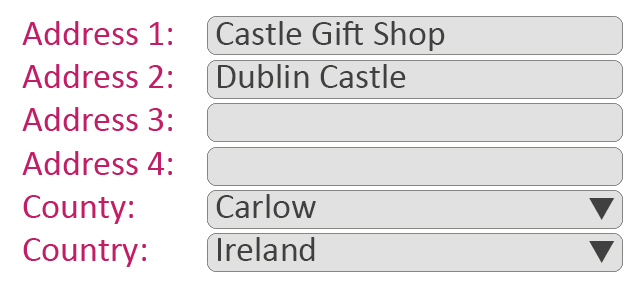 Address 1: Castle Gift Shop
Address 2: Dublin Castle
Address 3:
Address 4:
County: Carlow
Country: Ireland